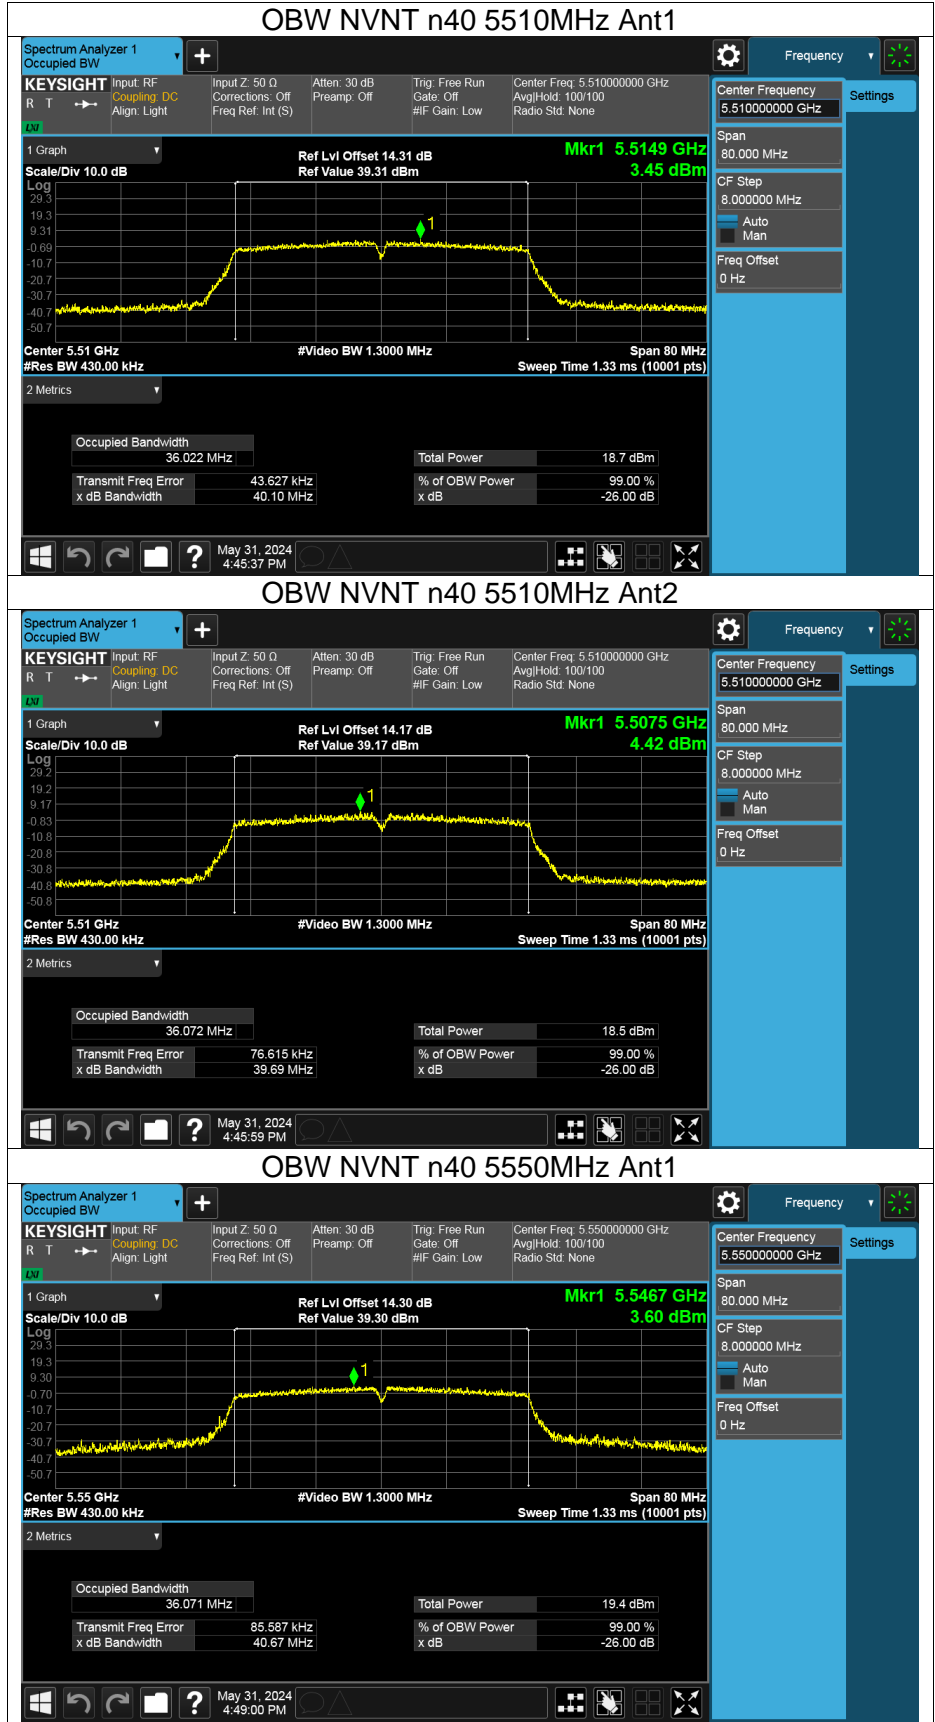 OBW NVNT n40 5510MHz Ant1
Spectrum Analyzer 1
Occupied BW
+
Frequency
KEYSIGHT
R T
LXI
Input: RF
Coupling: DC
Align: Light
Input Z: 50 Ω
Corrections: Off
Freq Ref: Int (S)
Atten: 30 dB
Preamp: Off
Trig: Free Run
Gate: Off
#IF Gain: Low
Center Freq: 5.510000000 GHz
Avg|Hold: 100/100
Radio Std: None
Center Frequency
5.510000000 GHz
Settings
Span
80.000 MHz
CF Step
8.000000 MHz
Auto
Man
Freq Offset
0 Hz
1 Graph
Scale/Div 10.0 dB
Ref Lvl Offset 14.31 dB
Ref Value 39.31 dBm
Mkr1 5.5149 GHz
3.45 dBm
Log
29.3
19.3
9.31
-0.69
-10.7
-20.7
-30.7
-40.7
-50.7
1
Center 5.51 GHz
#Res BW 430.00 kHz
#Video BW 1.3000 MHz
Span 80 MHz
Sweep Time 1.33 ms (10001 pts)
2 Metrics
Occupied Bandwidth
36.022 MHz
Transmit Freq Error 43.627 kHz
x dB Bandwidth 40.10 MHz
Total Power 18.7 dBm
% of OBW Power 99.00 %
x dB -26.00 dB
?
May 31, 2024
4:45:37 PM
OBW NVNT n40 5510MHz Ant2
Spectrum Analyzer 1
Occupied BW
+
Frequency
KEYSIGHT
R T
LXI
Input: RF
Coupling: DC
Align: Light
Input Z: 50 Ω
Corrections: Off
Freq Ref: Int (S)
Atten: 30 dB
Preamp: Off
Trig: Free Run
Gate: Off
#IF Gain: Low
Center Freq: 5.510000000 GHz
Avg|Hold: 100/100
Radio Std: None
Center Frequency
5.510000000 GHz
Settings
Span
80.000 MHz
CF Step
8.000000 MHz
Auto
Man
Freq Offset
0 Hz
1 Graph
Scale/Div 10.0 dB
Ref Lvl Offset 14.17 dB
Ref Value 39.17 dBm
Mkr1 5.5075 GHz
4.42 dBm
Log
29.2
19.2
9.17
-0.83
-10.8
-20.8
-30.8
-40.8
-50.8
1
Center 5.51 GHz
#Res BW 430.00 kHz
#Video BW 1.3000 MHz
Span 80 MHz
Sweep Time 1.33 ms (10001 pts)
2 Metrics
Occupied Bandwidth
36.072 MHz
Transmit Freq Error 76.615 kHz
x dB Bandwidth 39.69 MHz
Total Power 18.5 dBm
% of OBW Power 99.00 %
x dB -26.00 dB
?
May 31, 2024
4:45:59 PM
OBW NVNT n40 5550MHz Ant1
Spectrum Analyzer 1
Occupied BW
+
Frequency
KEYSIGHT
R T
LXI
Input: RF
Coupling: DC
Align: Light
Input Z: 50 Ω
Corrections: Off
Freq Ref: Int (S)
Atten: 30 dB
Preamp: Off
Trig: Free Run
Gate: Off
#IF Gain: Low
Center Freq: 5.550000000 GHz
Avg|Hold: 100/100
Radio Std: None
Center Frequency
5.550000000 GHz
Settings
Span
80.000 MHz
CF Step
8.000000 MHz
Auto
Man
Freq Offset
0 Hz
1 Graph
Scale/Div 10.0 dB
Ref Lvl Offset 14.30 dB
Ref Value 39.30 dBm
Mkr1 5.5467 GHz
3.60 dBm
Log
29.3
19.3
9.30
-0.70
-10.7
-20.7
-30.7
-40.7
-50.7
1
Center 5.55 GHz
#Res BW 430.00 kHz
#Video BW 1.3000 MHz
Span 80 MHz
Sweep Time 1.33 ms (10001 pts)
2 Metrics
Occupied Bandwidth
36.071 MHz
Transmit Freq Error 85.587 kHz
x dB Bandwidth 40.67 MHz
Total Power 19.4 dBm
% of OBW Power 99.00 %
x dB -26.00 dB
?
May 31, 2024
4:49:00 PM